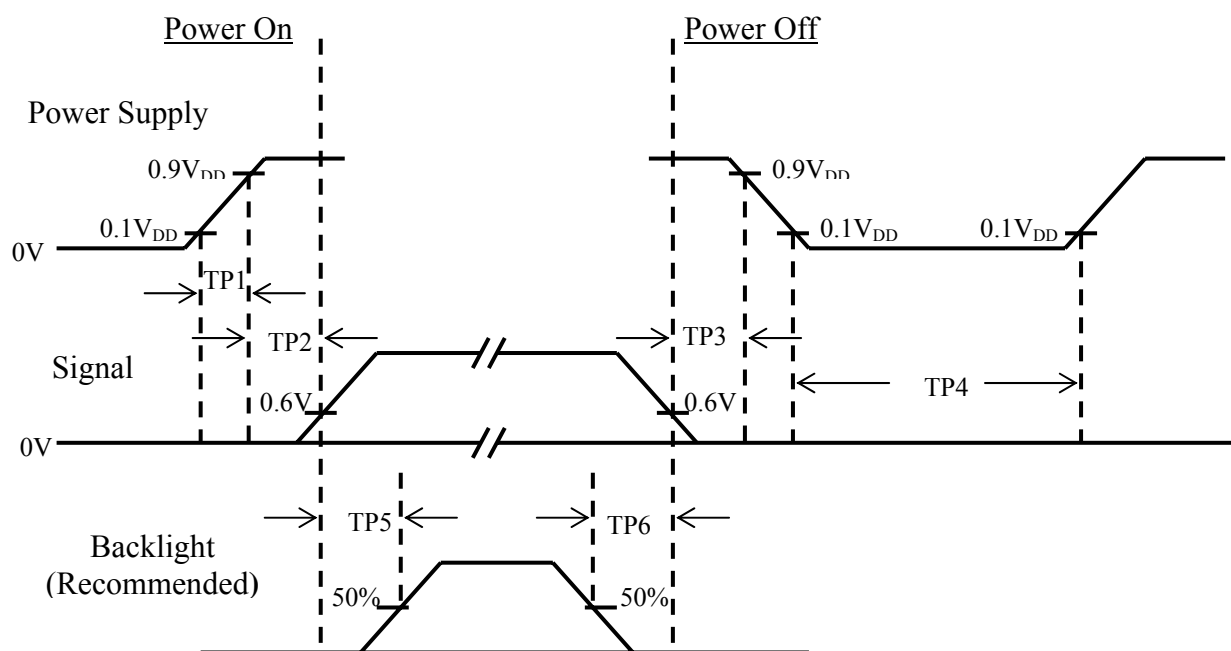 Power On
Power Off
Power Supply
0.9VDD
0.9VDD
0.1VDD
0.1VDD
0.1VDD
0V
TP1
TP2
TP3
Signal
TP4
0.6V
0.6V
0V
TP5
TP6
Backlight
(Recommended)
50%
50%